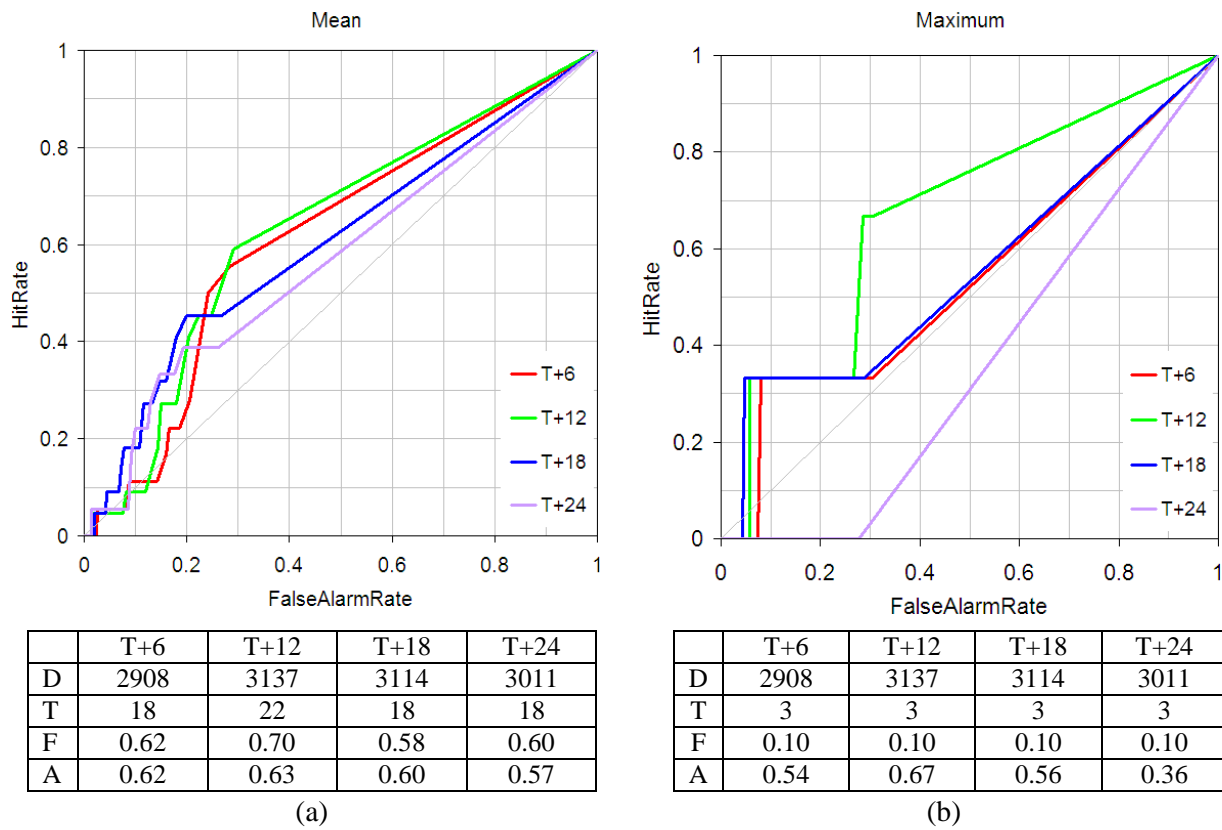 Mean
1
0.8
0.6
0.4
0.2
0
HitRate
0 0.2 0.4 0.6 0.8 1
FalseAlarmRate
T+6
T+12
T+18
T+24
T+6 T+12 T+18 T+24
D 2908 3137 3114 3011
T 18 22 18 18
F 0.62 0.70 0.58 0.60
A 0.62 0.63 0.60 0.57
(a)
Maximum
1
0.8
0.6
0.4
0.2
0
HitRate
0 0.2 0.4 0.6 0.8 1
FalseAlarmRate
T+6
T+12
T+18
T+24
T+6 T+12 T+18 T+24
D 2908 3137 3114 3011
T 3 3 3 3
F 0.10 0.10 0.10 0.10
A 0.54 0.67 0.56 0.36
(b)